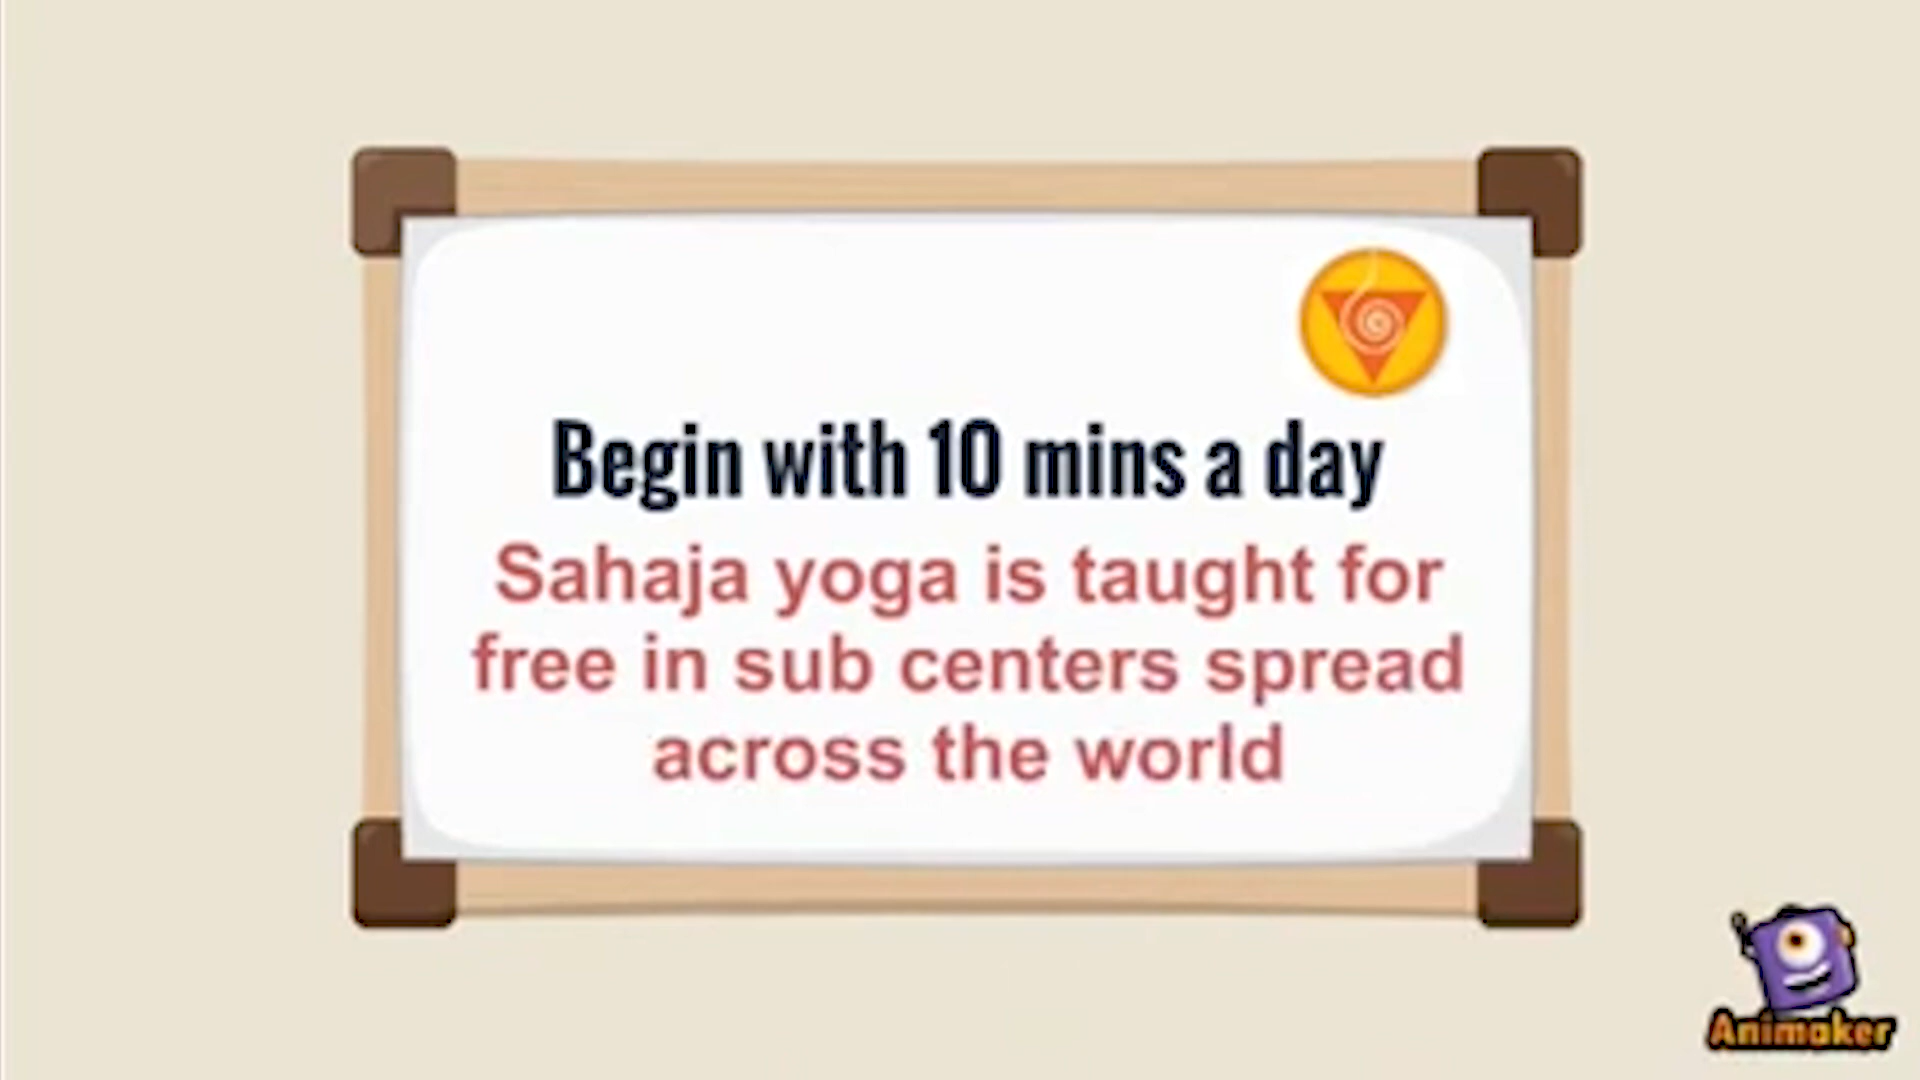 Begin with 10 mins a day
Sahaja yoga is taught for
free in sub centers spread
across the world
Animaker